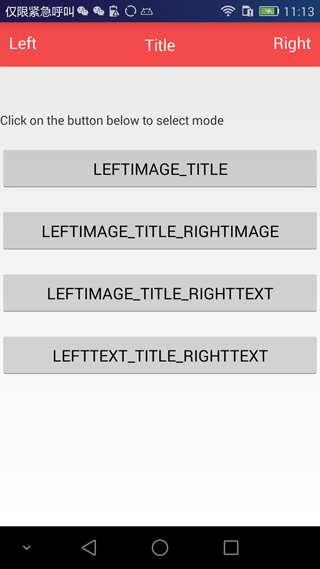 仅限紧急呼叫 11:13
Left Title Right
Click on the button below to select mode
LEFTIMAGE_TITLE
LEFTIMAGE_TITLE_RIGHTIMAGE
LEFTIMAGE_TITLE_RIGHTTEXT
LEFTTEXT_TITLE_RIGHTTEXT